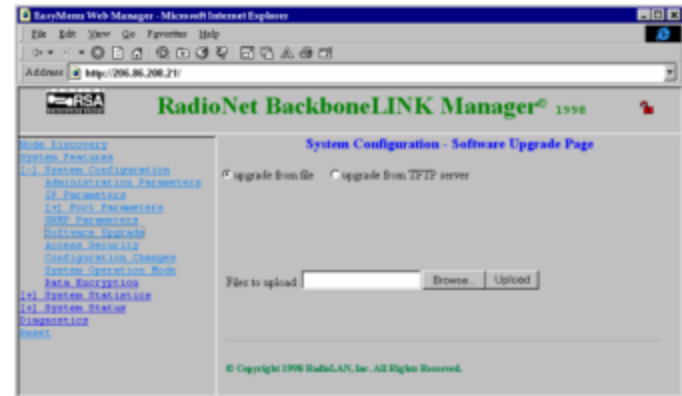 EasyMenu Web Manager - Microsoft Internet Explorer
File Edit View Go Favorites Help
Address http://206.86.200.21/
RSA
RadioNet BackboneLINK Manager© 1998
Node Discovery
System Features
[-] System Configuration
Administration Parameters
IP Parameters
[+] Port Parameters
SNMP Parameters
Software Upgrade
Access Security
Configuration Changes
System Operation Mode
Data Encryption
[+] System Statistics
[+] System Status
Diagnostics
Reset
System Configuration - Software Upgrade Page
upgrade from file upgrade from TFTP server
Files to upload Browse... Upload
© Copyright 1998 RadioLAN, Inc. All Rights Reserved.